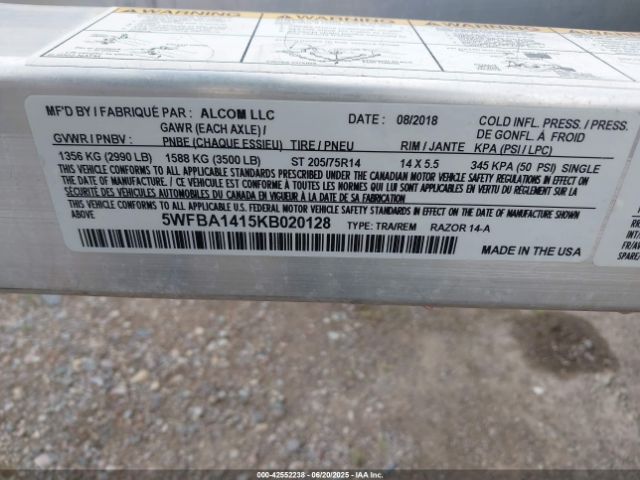 MF'D BY / FABRIQUÉ PAR : ALCOM LLC DATE : 08/2018 COLD INFL. PRESS. / PRESS.
GAWR (EACH AXLE) / DE GONFL. À FROID
GVWR / PNBV : PNBE (CHAQUE ESSIEU) TIRE / PNEU RIM / JANTE KPA (PSI / LPC)
1356 KG (2990 LB) 1588 KG (3500 LB) ST 205/75R14 14 X 5.5 345 KPA (50 PSI) SINGLE
THIS VEHICLE CONFORMS TO ALL APPLICABLE STANDARDS PRESCRIBED UNDER THE CANADIAN MOTOR VEHICLE SAFETY REGULATIONS IN EFFECT ON
THE DATE OF MANUFACTURE. / CE VÉHICULE EST CONFORME À TOUTES LES NORMES QUI LUI SONT APPLICABLES EN VERTU DU RÈGLEMENT SUR LA
SÉCURITÉ DES VÉHICULES AUTOMOBILES DU CANADA EN VIGUEUR À LA DATE DE SA FABRICATION.
THIS VEHICLE CONFORMS TO ALL APPLICABLE U.S. FEDERAL MOTOR VEHICLE SAFETY STANDARDS IN EFFECT ON THE DATE OF MANUFACTURE SHOWN
ABOVE. 5WFBA1415KB020128 TYPE: TRA/REM RAZOR 14-A
MADE IN USA
000-42552238 - 06/20/2025 - IAA, Inc.